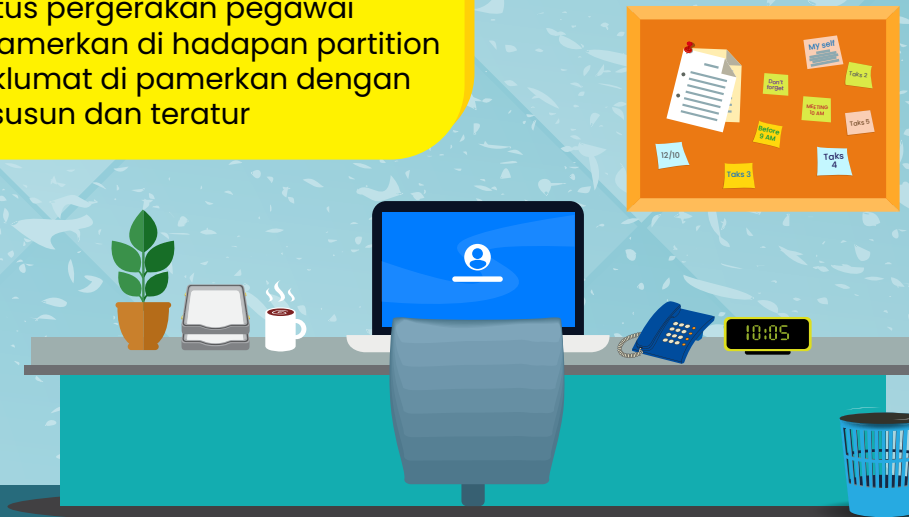 tus pergerakan pegawai
amerkan di hadapan partition
klumat di pamerkan dengan
susun dan teratur
My self
Taks 2
Don't
forget
MEETING
10 AM
Taks 5
Before
9 AM
12/10
Taks
4
Taks 3
10:05